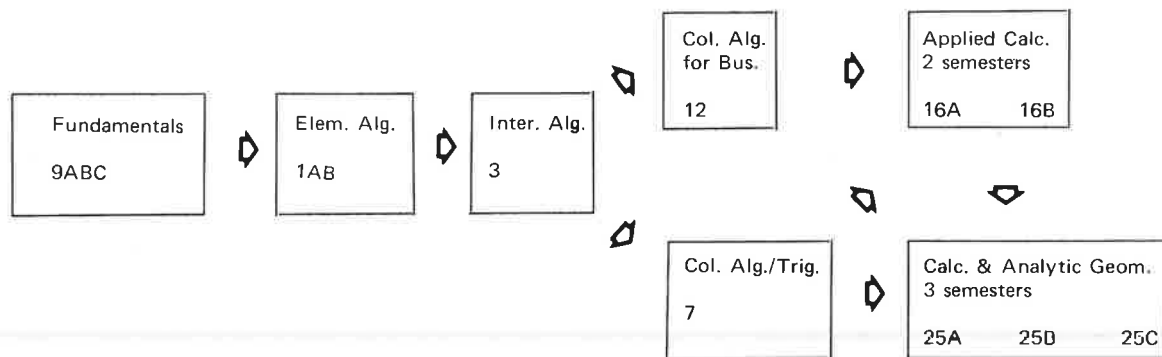 Fundamentals
9ABC
Elem. Alg.
1AB
Inter. Alg.
3
Col. Alg.
for Bus.
12
Applied Calc.
2 semesters
16A 16B
Col. Alg./Trig.
7
Calc. & Analytic Geom.
3 semesters
25A 25B 25C